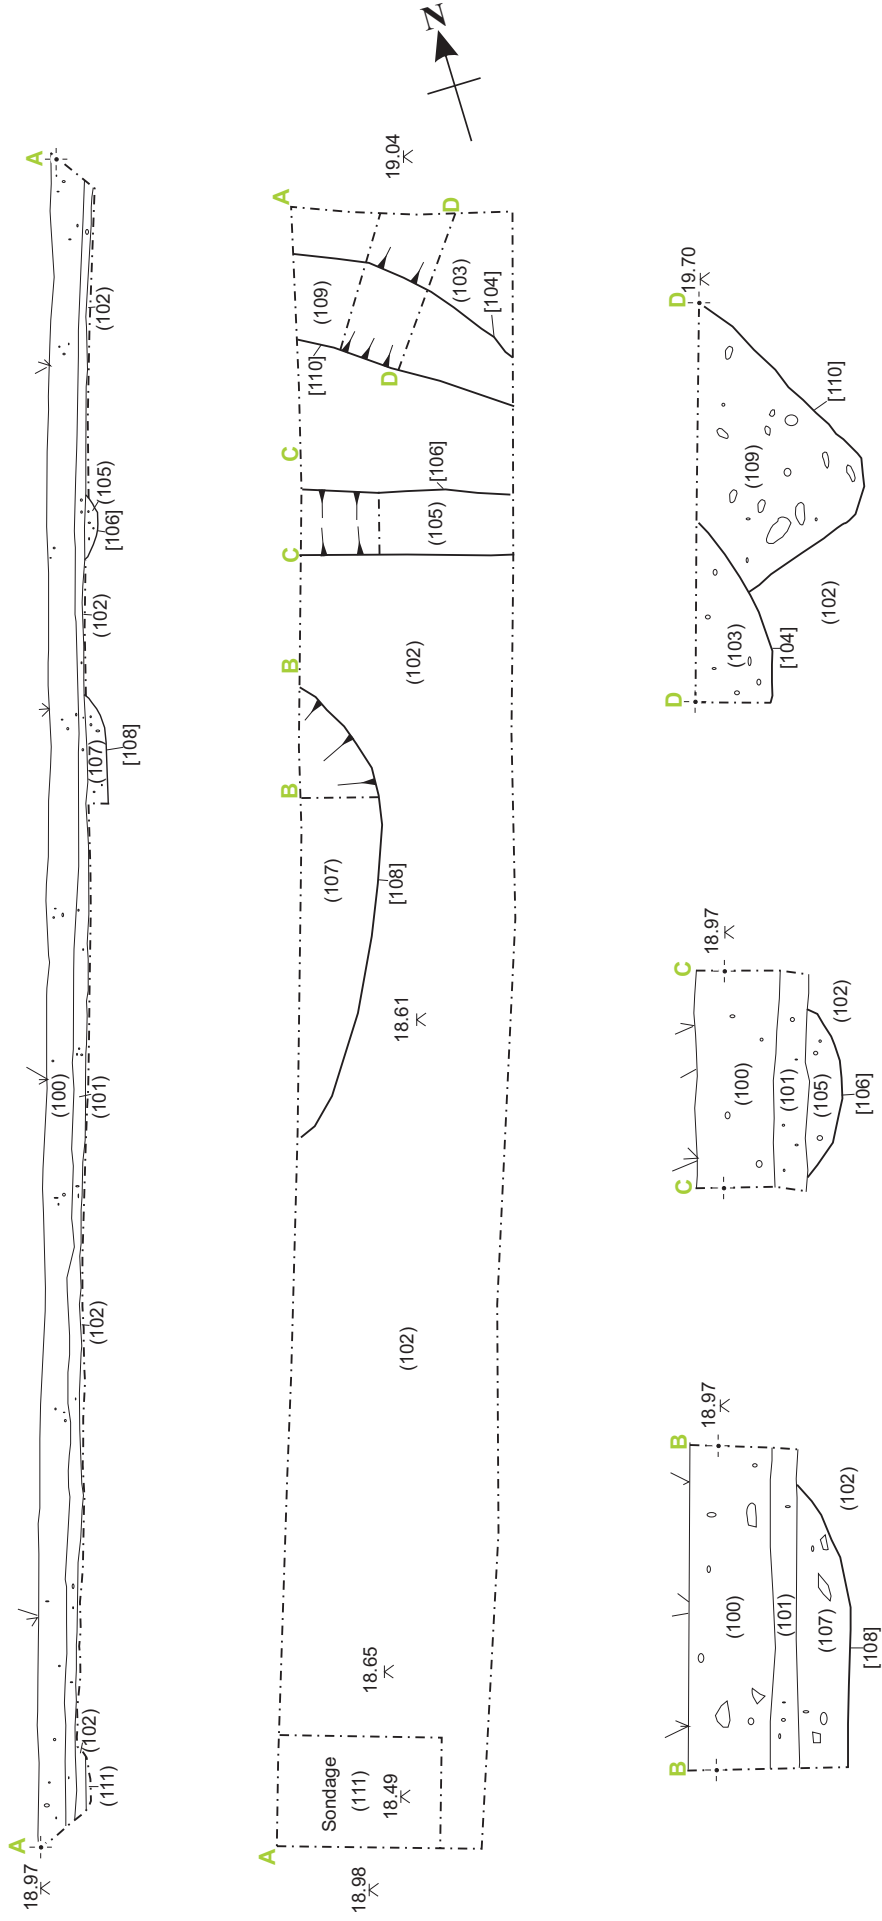 A
18.97
(111)
(102)
(102)
(101)
(100)
(107)
[108]
(102)
[106]
(105)
(102)
A
A
18.98
Sondage
(111)
18.49
18.65
(102)
18.61
(107)
[108]
B
B
(102)
C
C
(105)
[106]
[110]
(109)
D
(103)
[104]
D
A
19.04
N
B
(100)
(101)
(107)
[108]
(102)
B
18.97
C
(100)
(101)
(105)
[106]
(102)
C
18.97
D
(103)
[104]
(102)
(109)
[110]
D
19.70